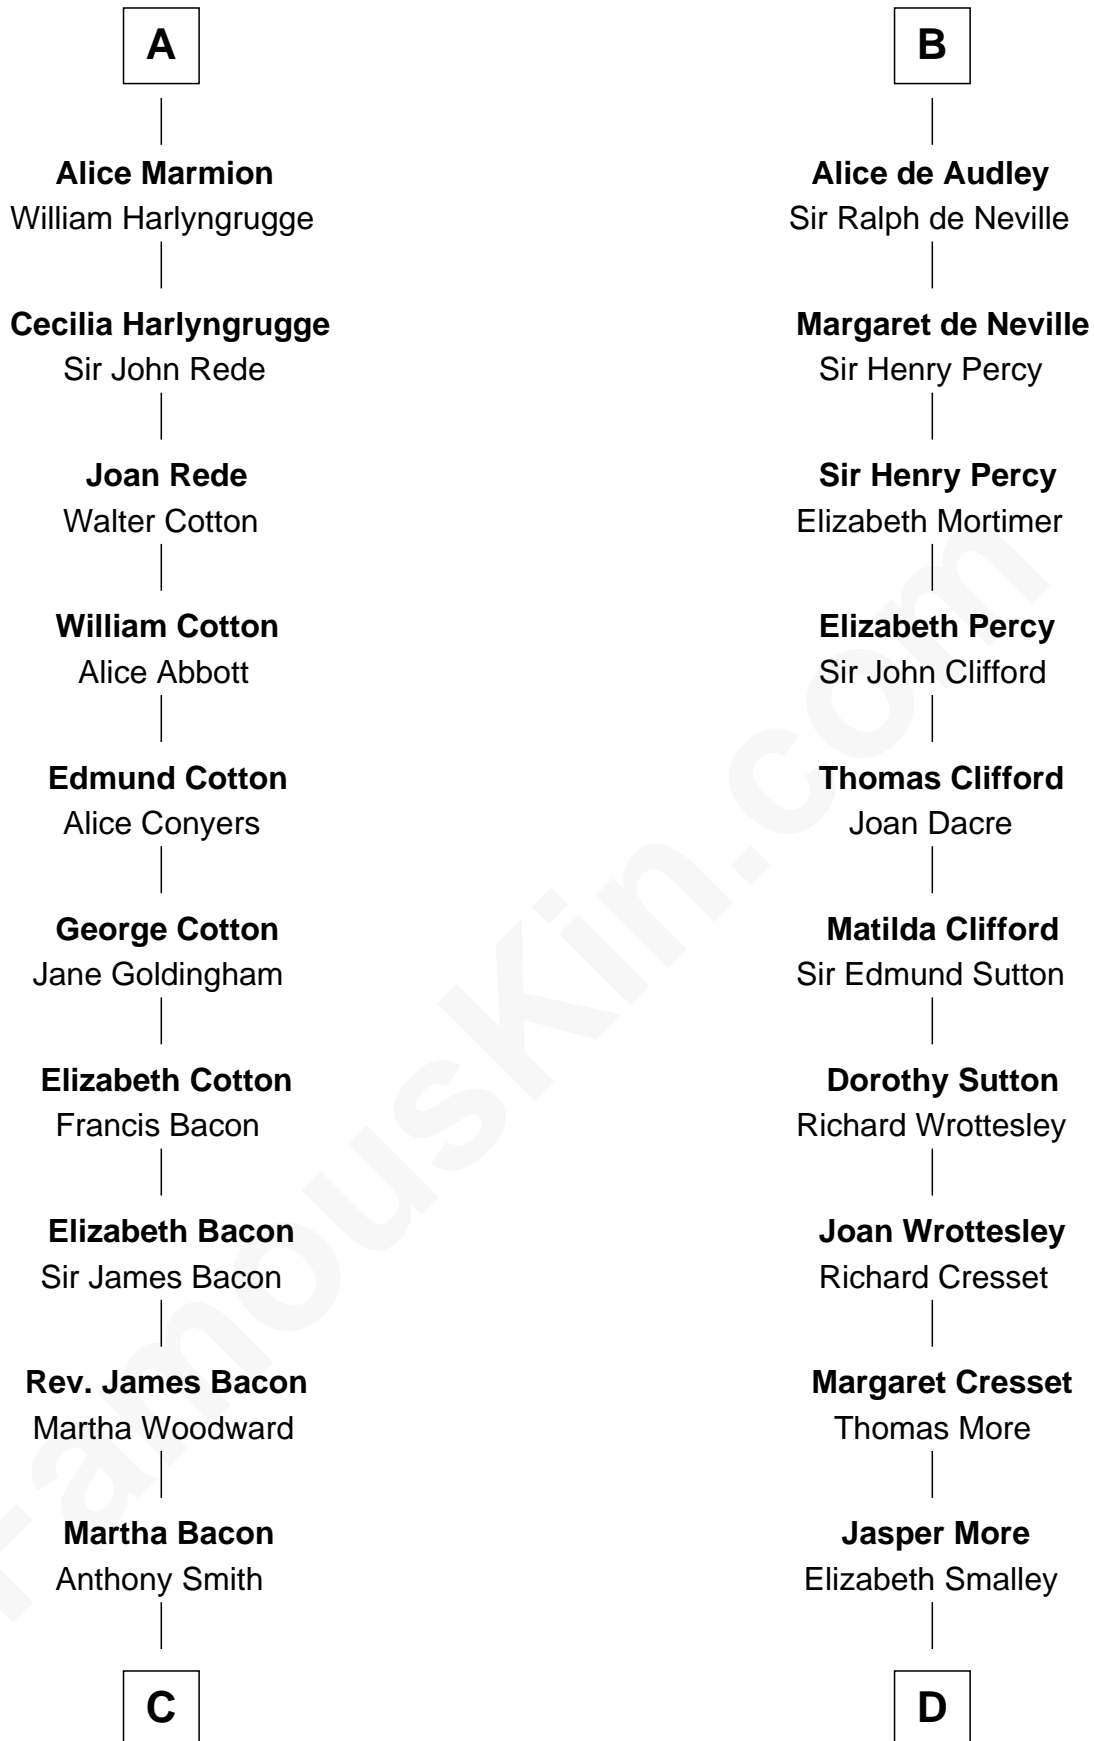 A
Alice Marmion
William Harlyngrugge
Cecilia Harlyngrugge
Sir John Rede
Joan Rede
Walter Cotton
William Cotton
Alice Abbott
Edmund Cotton
Alice Conyers
George Cotton
Jane Goldingham
Elizabeth Cotton
Francis Bacon
Elizabeth Bacon
Sir James Bacon
Rev. James Bacon
Martha Woodward
Martha Bacon
Anthony Smith
C
B
Alice de Audley
Sir Ralph de Neville
Margaret de Neville
Sir Henry Percy
Sir Henry Percy
Elizabeth Mortimer
Elizabeth Percy
Sir John Clifford
Thomas Clifford
Joan Dacre
Matilda Clifford
Sir Edmund Sutton
Dorothy Sutton
Richard Wrottesley
Joan Wrottesley
Richard Cresset
Margaret Cresset
Thomas More
Jasper More
Elizabeth Smalley
D
FamousKin.com